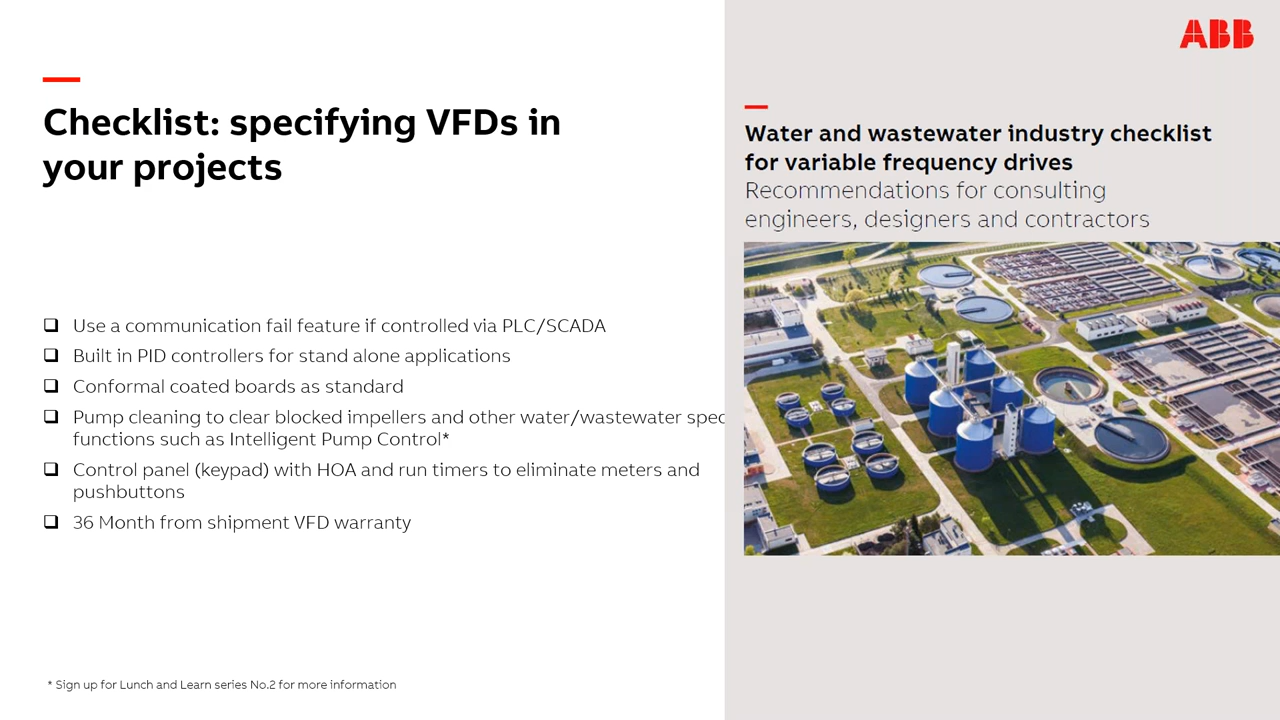 ABB
Checklist: specifying VFDs in
your projects
Use a communication fail feature if controlled via PLC/SCADA
Built in PID controllers for stand alone applications
Conformal coated boards as standard
Pump cleaning to clear blocked impellers and other water/wastewater spec
functions such as Intelligent Pump Control*
Control panel (keypad) with HOA and run timers to eliminate meters and
pushbuttons
36 Month from shipment VFD warranty
* Sign up for Lunch and Learn series No.2 for more information
Water and wastewater industry checklist
for variable frequency drives
Recommendations for consulting
engineers, designers and contractors